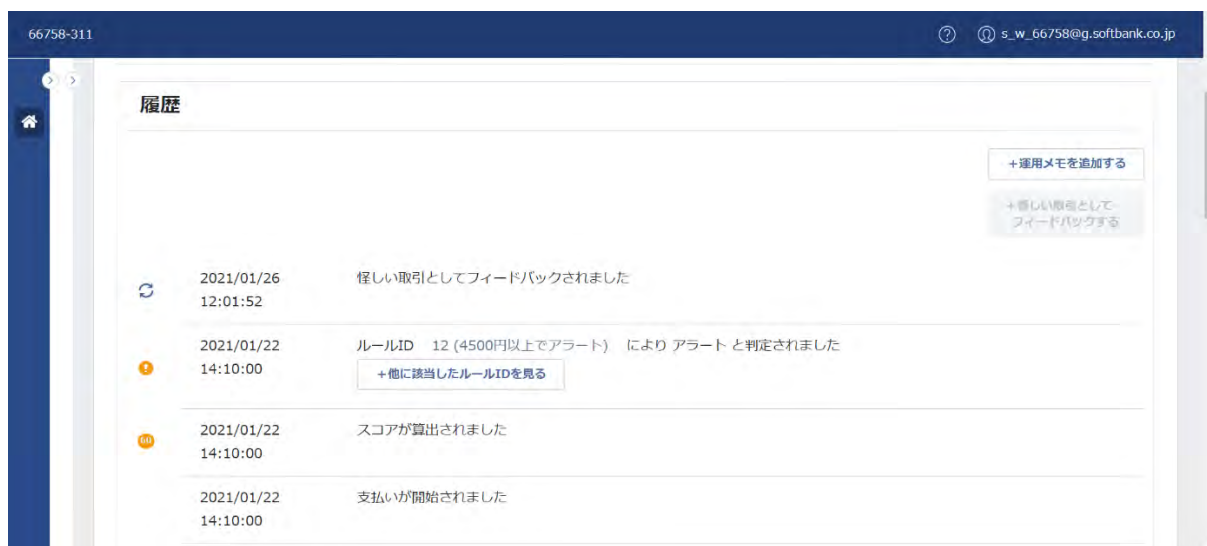 66758-311
s_w_66758@g.softbank.co.jp
履歴
+運用メモを追加する
+怪しい取引として
フィードバックする
2021/01/26
12:01:52
怪しい取引としてフィードバックされました
2021/01/22
14:10:00
ルールID 12 (4500円以上でアラート) により アラート と判定されました
+他に該当したルールIDを見る
60
2021/01/22
14:10:00
スコアが算出されました
2021/01/22
14:10:00
支払いが開始されました